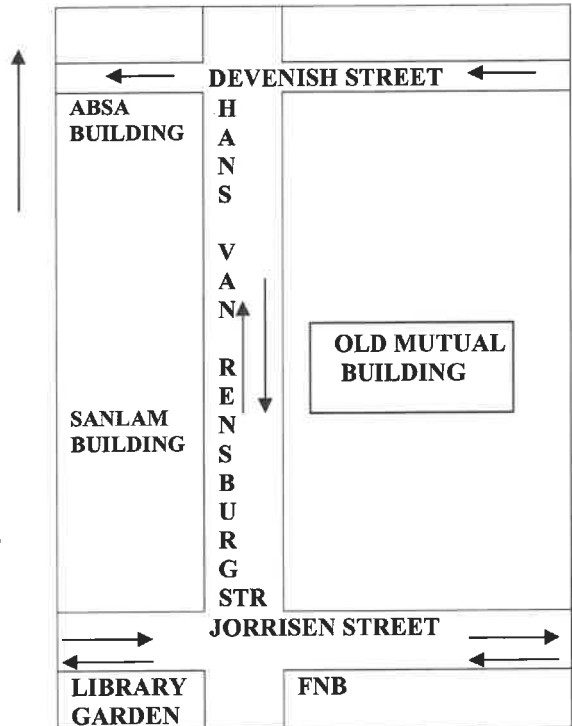 DEVENISH STREET
ABSA
BUILDING
H
A
N
S
V
A
N
R
E
N
S
B
U
R
G
STR
OLD MUTUAL
BUILDING
SANLAM
BUILDING
JORRISEN STREET
LIBRARY
GARDEN
FNB